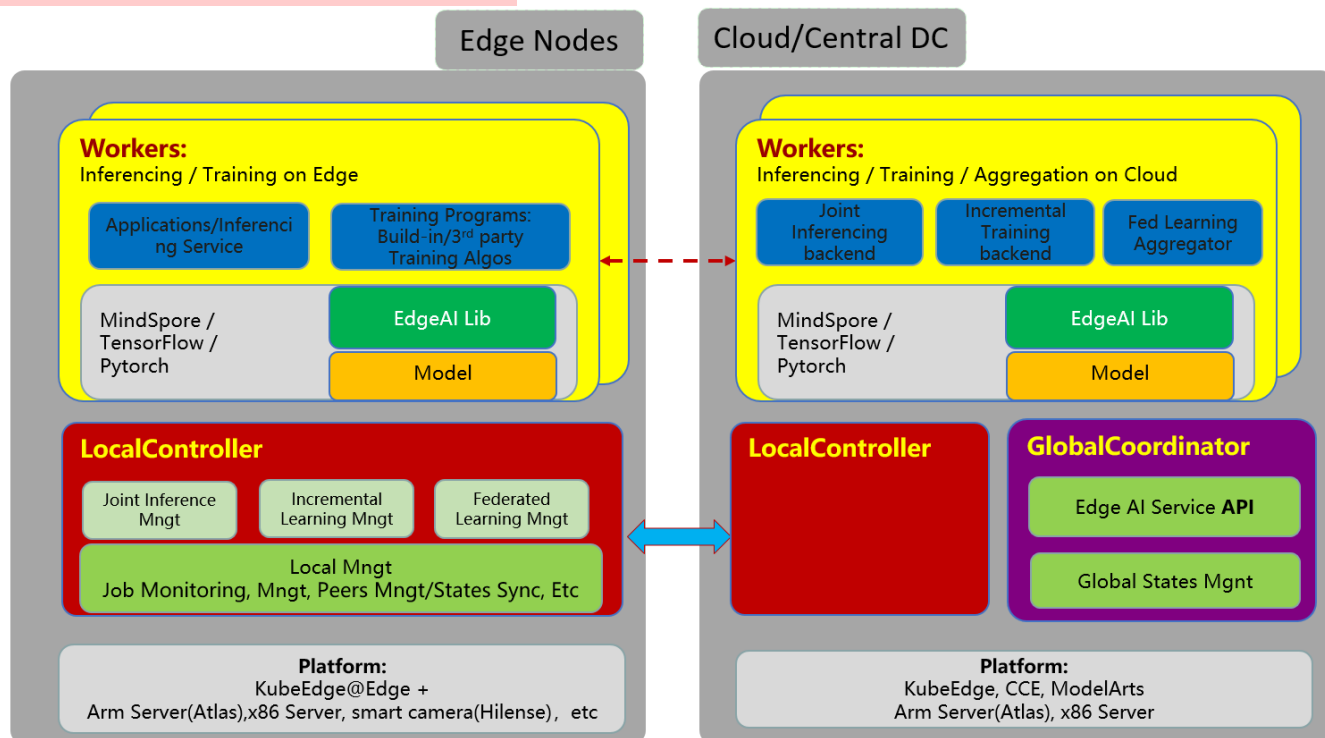 Edge Nodes
Workers:
Inferencing / Training on Edge
Applications/Inferenci
ng Service
Training Programs:
Build-in/3rd party
Training Algos
MindSpore /
TensorFlow /
Pytorch
EdgeAI Lib
Model
LocalController
Joint Inference
Mngt
Incremental
Learning Mngt
Federated
Learning Mngt
Local Mngt
Job Monitoring, Mngt, Peers Mngt/States Sync, Etc
Platform:
KubeEdge@Edge +
Arm Server(Atlas),x86 Server, smart camera(Hilense)，etc
Cloud/Central DC
Workers:
Inferencing / Training / Aggregation on Cloud
Joint
Inferencing
backend
Incremental
Training
backend
Fed Learning
Aggregator
MindSpore /
TensorFlow /
Pytorch
EdgeAI Lib
Model
LocalController
GlobalCoordinator
Edge AI Service API
Global States Mgnt
Platform:
KubeEdge, CCE, ModelArts
Arm Server(Atlas), x86 Server